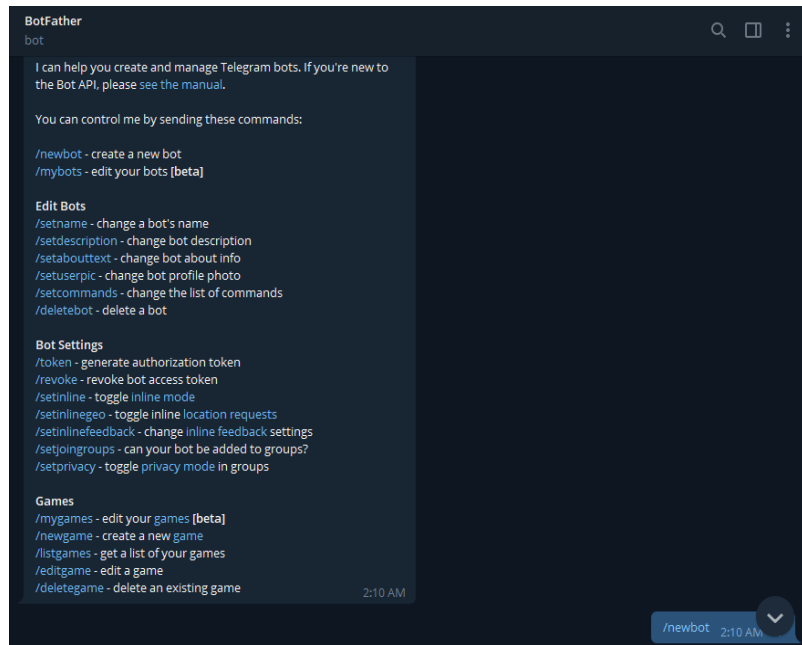 BotFather
bot
I can help you create and manage Telegram bots. If you're new to
the Bot API, please see the manual.
You can control me by sending these commands:
/newbot - create a new bot
/mybots - edit your bots [beta]
Edit Bots
/setname - change a bot's name
/setdescription - change bot description
/setabouttext - change bot about info
/setuserpic - change bot profile photo
/setcommands - change the list of commands
/deletebot - delete a bot
Bot Settings
/token - generate authorization token
/revoke - revoke bot access token
/setinline - toggle inline mode
/setinlinegeo - toggle inline location requests
/setinlinefeedback - change inline feedback settings
/setjoingroups - can your bot be added to groups?
/setprivacy - toggle privacy mode in groups
Games
/mygames - edit your games [beta]
/newgame - create a new game
/listgames - get a list of your games
/editgame - edit a game
/deletegame - delete an existing game
2:10 AM
/newbot 2:10 AM